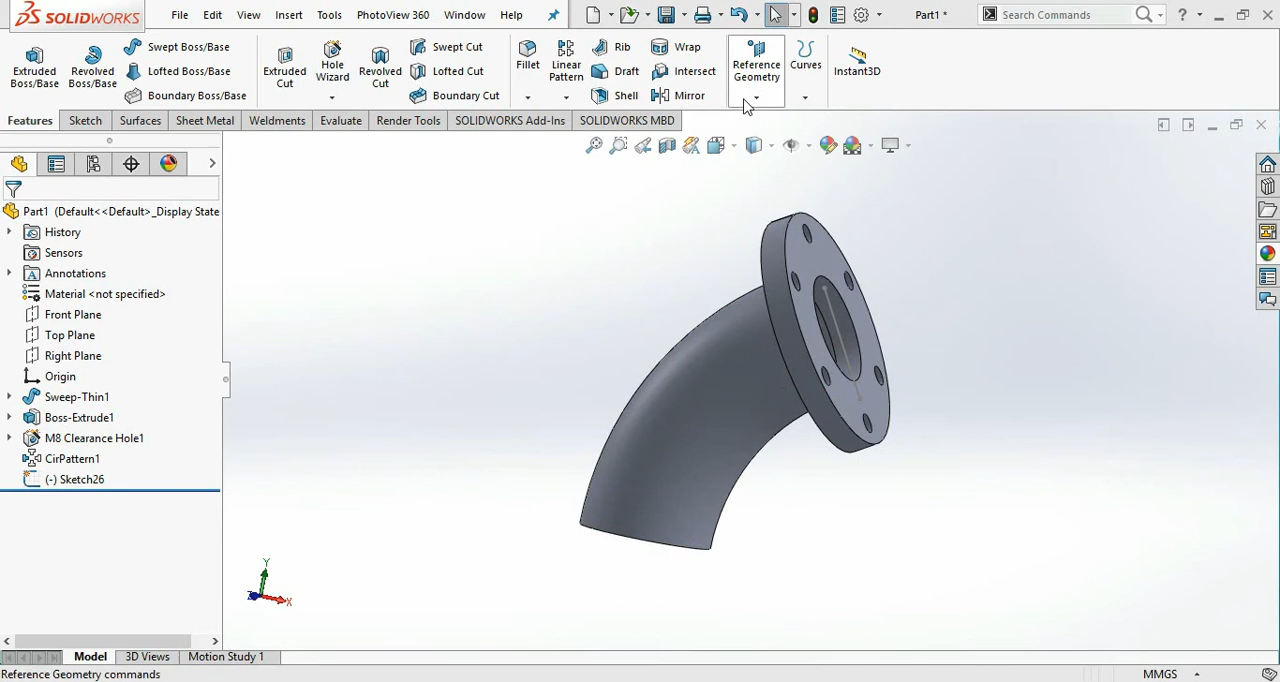 SOLIDWORKS File Edit View Insert Tools PhotoView 360 Window Help Part1 * Search Commands ?
Extruded Boss/Base
Revolved Boss/Base
Swept Boss/Base
Lofted Boss/Base
Boundary Boss/Base
Extruded Cut
Hole Wizard
Revolved Cut
Swept Cut
Lofted Cut
Boundary Cut
Fillet
Linear Pattern
Rib
Draft
Shell
Wrap
Intersect
Mirror
Reference Geometry
Curves
Instant3D
Features Sketch Surfaces Sheet Metal Weldments Evaluate Render Tools SOLIDWORKS Add-Ins SOLIDWORKS MBD
Part1 (Default<<Default>_Display State
History
Sensors
Annotations
Material <not specified>
Front Plane
Top Plane
Right Plane
Origin
Sweep-Thin1
Boss-Extrude1
M8 Clearance Hole1
CirPattern1
(-) Sketch26
Y
Z X
Model 3D Views Motion Study 1
Reference Geometry commands MMGS